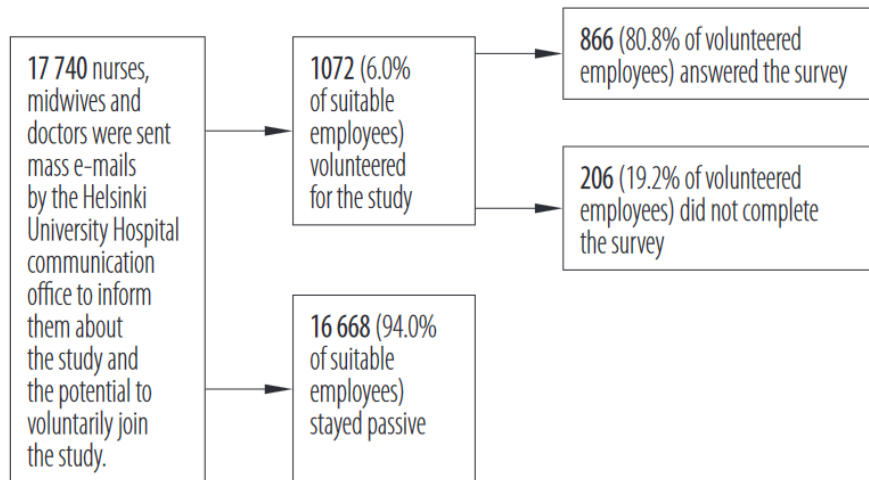 17 740 nurses,
midwives and
doctors were sent
mass e-mails
by the Helsinki
University Hospital
communication
office to inform
them about
the study and
the potential to
voluntarily join
the study.
1072 (6.0%
of suitable
employees)
volunteered
for the study
16 668 (94.0%
of suitable
employees)
stayed passive
866 (80.8% of volunteered
employees) answered the survey
206 (19.2% of volunteered
employees) did not complete
the survey